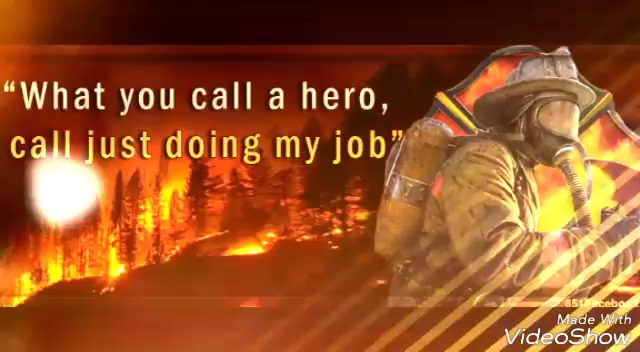 “What you call a hero,
call just doing my job”
Made With
VideoShow